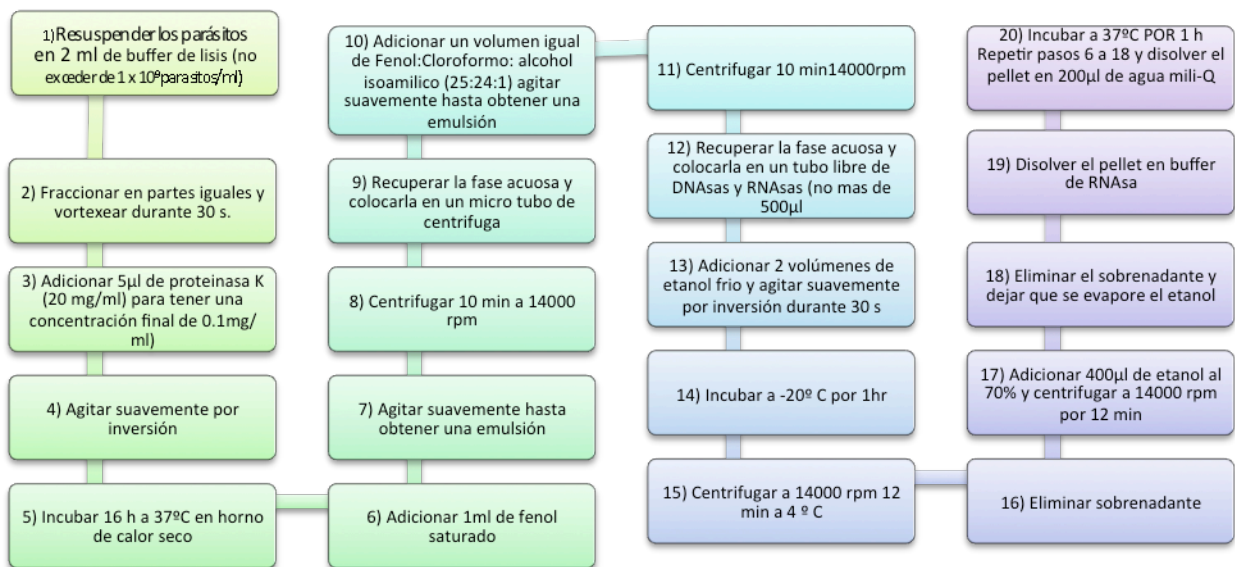 1)Resuspender los parásitos
en 2 ml de buffer de lisis (no
exceder de 1 x 10⁹parasitos/ml)
2) Fraccionar en partes iguales y
vortexear durante 30 s.
3) Adicionar 5µl de proteinasa K
(20 mg/ml) para tener una
concentración final de 0.1mg/
ml)
4) Agitar suavemente por
inversión
5) Incubar 16 h a 37ºC en horno
de calor seco
6) Adicionar 1ml de fenol
saturado
7) Agitar suavemente hasta
obtener una emulsión
8) Centrifugar 10 min a 14000
rpm
9) Recuperar la fase acuosa y
colocarla en un micro tubo de
centrifuga
10) Adicionar un volumen igual
de Fenol:Cloroformo: alcohol
isoamilico (25:24:1) agitar
suavemente hasta obtener una
emulsión
11) Centrifugar 10 min14000rpm
12) Recuperar la fase acuosa y
colocarla en un tubo libre de
DNAsas y RNAsas (no mas de
500µl
13) Adicionar 2 volúmenes de
etanol frio y agitar suavemente
por inversión durante 30 s
14) Incubar a -20º C por 1hr
15) Centrifugar a 14000 rpm 12
min a 4 º C
16) Eliminar sobrenadante
17) Adicionar 400µl de etanol al
70% y centrifugar a 14000 rpm
por 12 min
18) Eliminar el sobrenadante y
dejar que se evapore el etanol
19) Disolver el pellet en buffer
de RNAsa
20) Incubar a 37ºC POR 1 h
Repetir pasos 6 a 18 y disolver el
pellet en 200µl de agua mili-Q